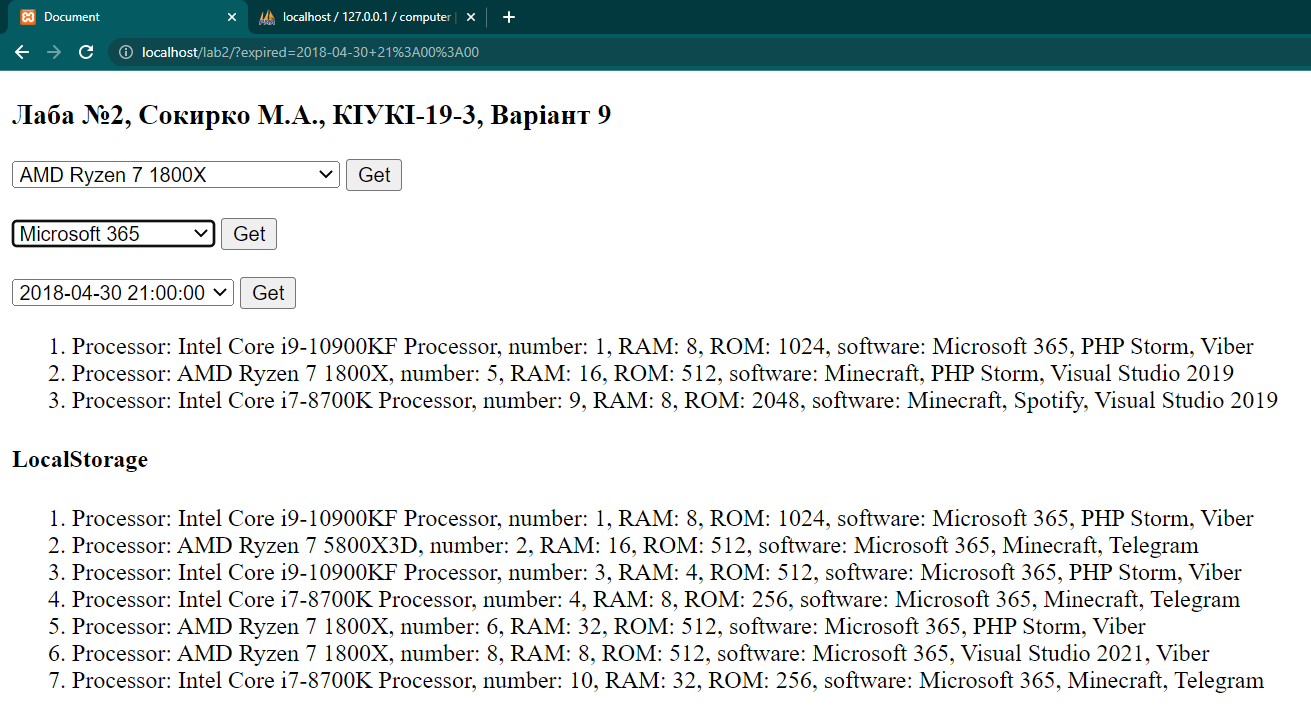 Document
localhost / 127.0.0.1 / computer |
localhost/lab2/?expired=2018-04-30+21%3A00%3A00
Лаба №2, Сокирко М.А., КІУКІ-19-3, Варіант 9
AMD Ryzen 7 1800X Get
Microsoft 365 Get
2018-04-30 21:00:00 Get
1. Processor: Intel Core i9-10900KF Processor, number: 1, RAM: 8, ROM: 1024, software: Microsoft 365, PHP Storm, Viber
2. Processor: AMD Ryzen 7 1800X, number: 5, RAM: 16, ROM: 512, software: Minecraft, PHP Storm, Visual Studio 2019
3. Processor: Intel Core i7-8700K Processor, number: 9, RAM: 8, ROM: 2048, software: Minecraft, Spotify, Visual Studio 2019
LocalStorage
1. Processor: Intel Core i9-10900KF Processor, number: 1, RAM: 8, ROM: 1024, software: Microsoft 365, PHP Storm, Viber
2. Processor: AMD Ryzen 7 5800X3D, number: 2, RAM: 16, ROM: 512, software: Microsoft 365, Minecraft, Telegram
3. Processor: Intel Core i9-10900KF Processor, number: 3, RAM: 4, ROM: 512, software: Microsoft 365, PHP Storm, Viber
4. Processor: Intel Core i7-8700K Processor, number: 4, RAM: 8, ROM: 256, software: Microsoft 365, Minecraft, Telegram
5. Processor: AMD Ryzen 7 1800X, number: 6, RAM: 32, ROM: 512, software: Microsoft 365, PHP Storm, Viber
6. Processor: AMD Ryzen 7 1800X, number: 8, RAM: 8, ROM: 512, software: Microsoft 365, Visual Studio 2021, Viber
7. Processor: Intel Core i7-8700K Processor, number: 10, RAM: 32, ROM: 256, software: Microsoft 365, Minecraft, Telegram